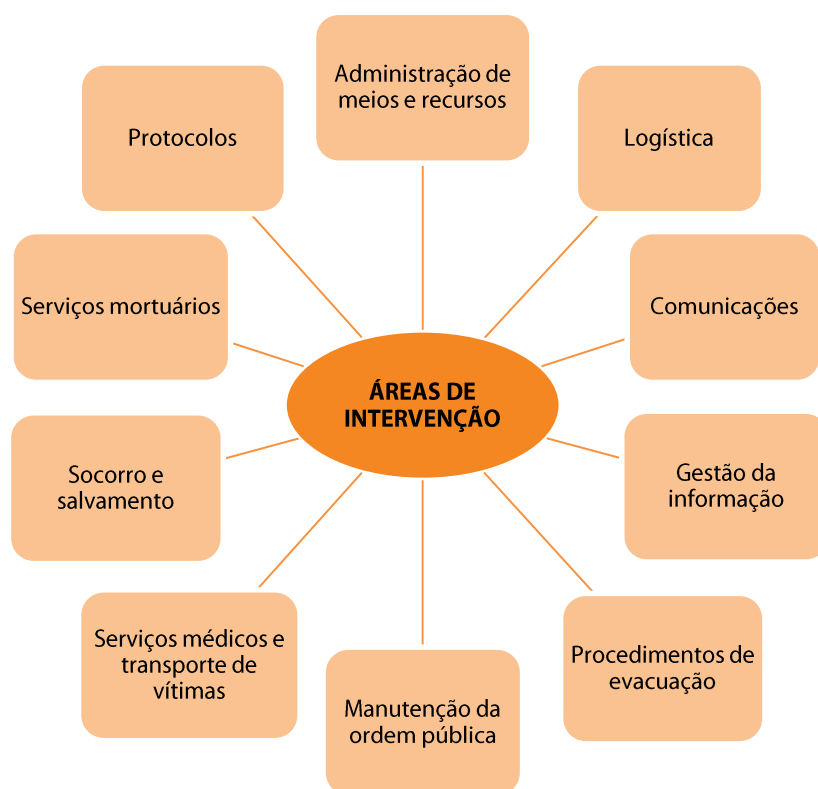 Administração de
meios e recursos
Protocolos
Logística
Serviços mortuários
Comunicações
ÁREAS DE
INTERVENÇÃO
Socorro e
salvamento
Gestão da
informação
Serviços médicos e
transporte de
vítimas
Procedimentos de
evacuação
Manutenção da
ordem pública